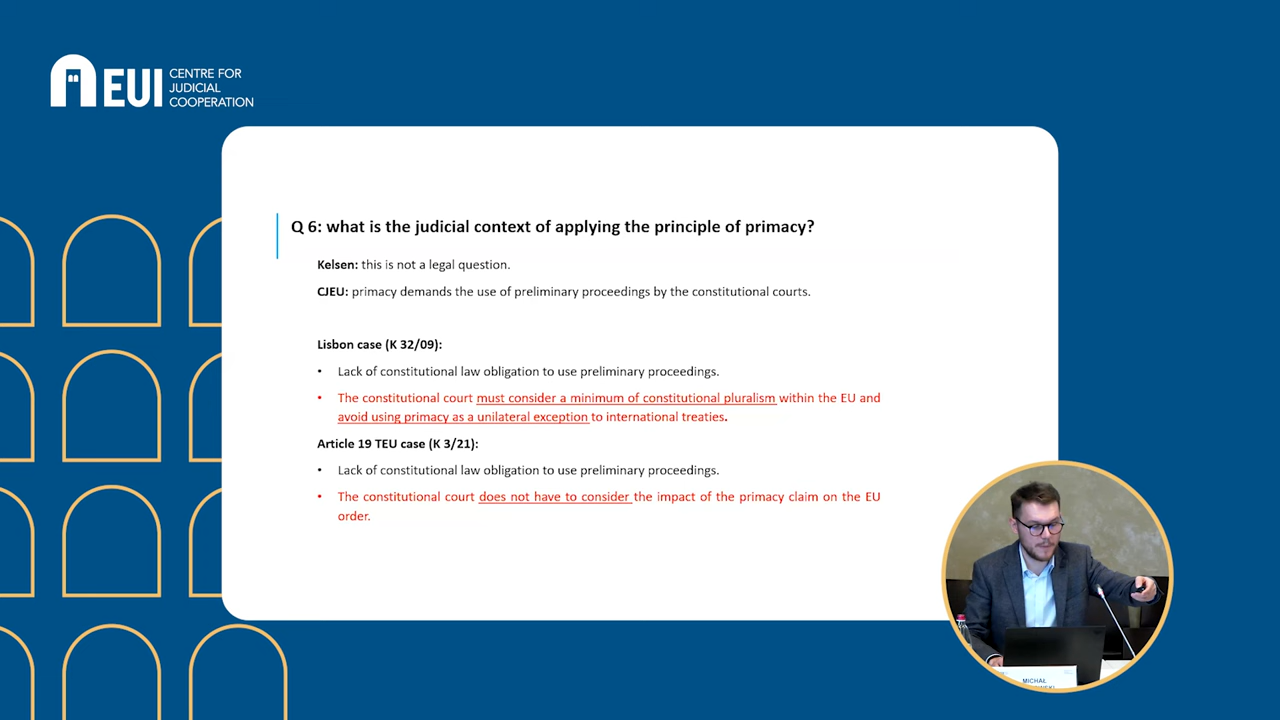 EUI
CENTRE FOR
JUDICIAL
COOPERATION
Q 6: what is the judicial context of applying the principle of primacy?
Kelsen: this is not a legal question.
CJEU: primacy demands the use of preliminary proceedings by the constitutional courts.
Lisbon case (K 32/09):
• Lack of constitutional law obligation to use preliminary proceedings.
• The constitutional court must consider a minimum of constitutional pluralism within the EU and
avoid using primacy as a unilateral exception to international treaties.
Article 19 TEU case (K 3/21):
• Lack of constitutional law obligation to use preliminary proceedings.
• The constitutional court does not have to consider the impact of the primacy claim on the EU
order.
MICHAŁ